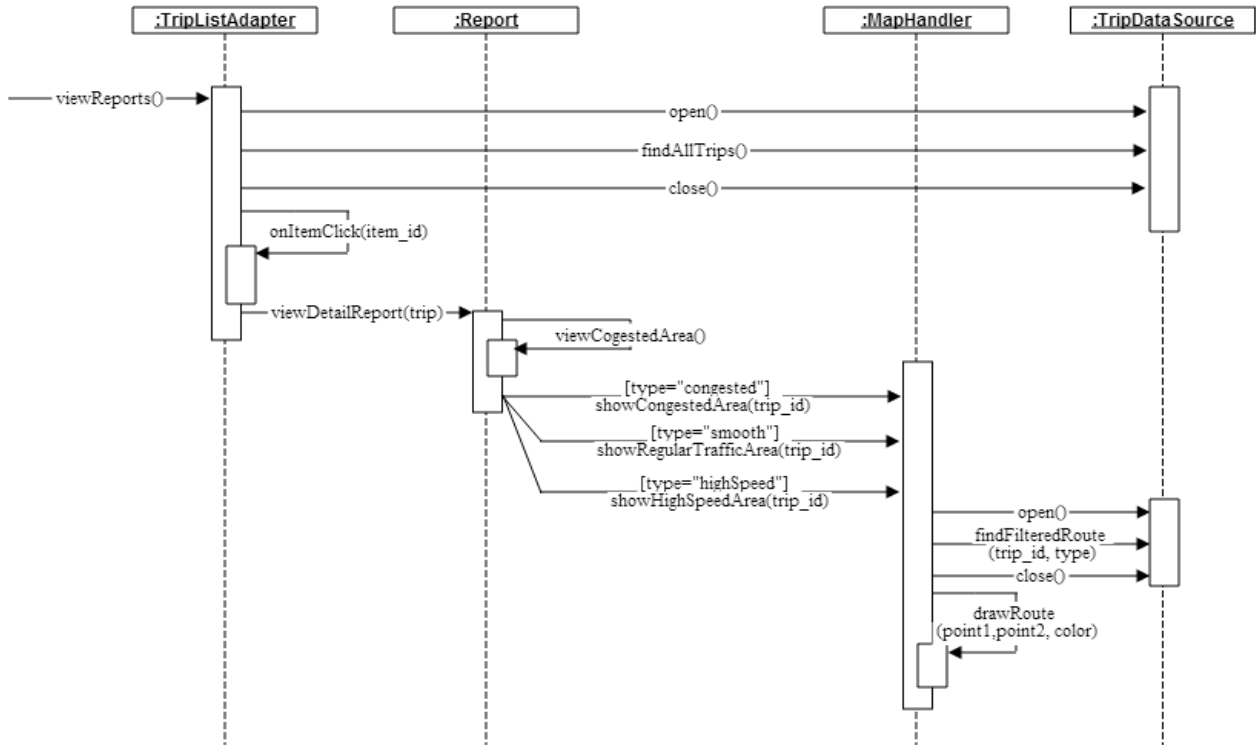 :TripListAdapter
:Report
:MapHandler
:TripDataSource
viewReports()
open()
findAllTrips()
close()
onItemClick(item_id)
viewDetailReport(trip)
viewCogestedArea()
[type="congested"]
showCongestedArea(trip_id)
[type="smooth"]
showRegularTrafficArea(trip_id)
[type="highSpeed"]
showHighSpeedArea(trip_id)
open()
findFilteredRoute
(trip_id, type)
close()
drawRoute
(point1,point2, color)